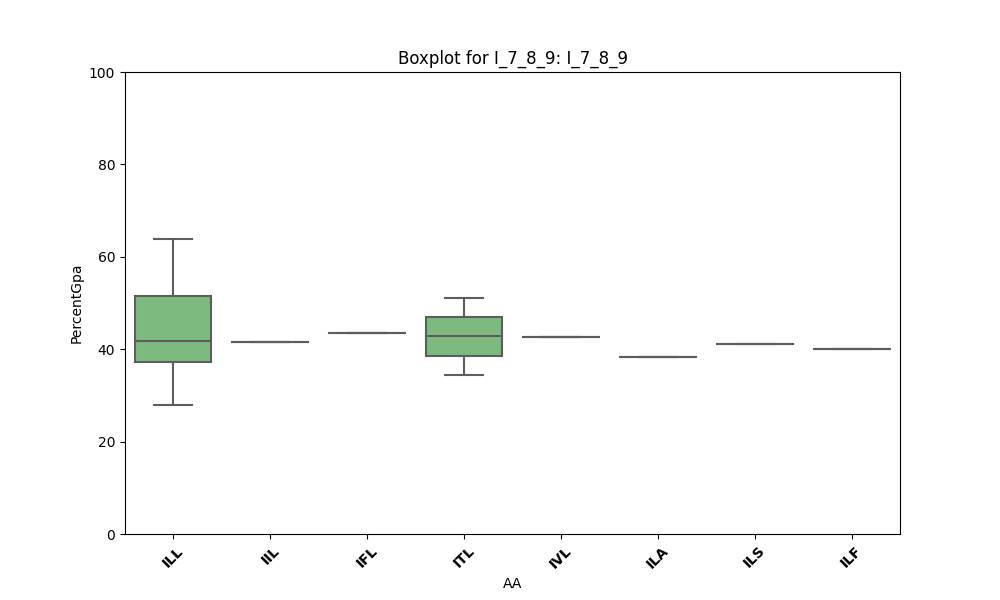 Boxplot for I_7_8_9: I_7_8_9
100
80
60
40
20
0
PercentGpa
ILL
IIL
IFL
ITL
IVL
ILA
ILS
ILF
AA